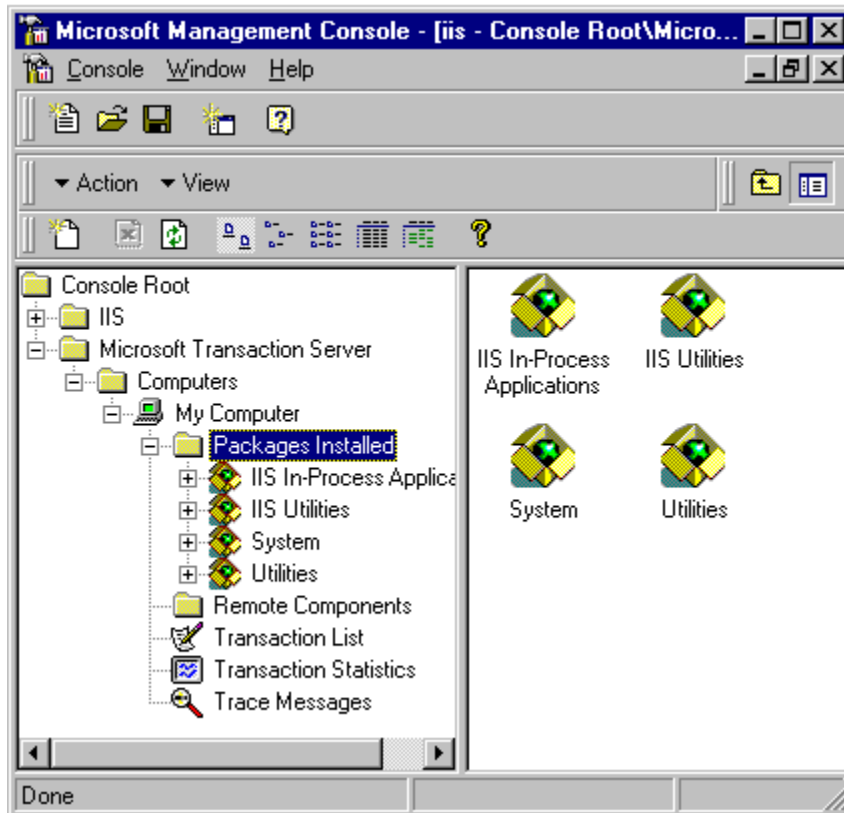 Microsoft Management Console - [iis - Console Root\Micro...
Console Window Help
Action View
Console Root
IIS
Microsoft Transaction Server
Computers
My Computer
Packages Installed
IIS In-Process Applica
IIS Utilities
System
Utilities
Remote Components
Transaction List
Transaction Statistics
Trace Messages
IIS In-Process
Applications
IIS Utilities
System
Utilities
Done